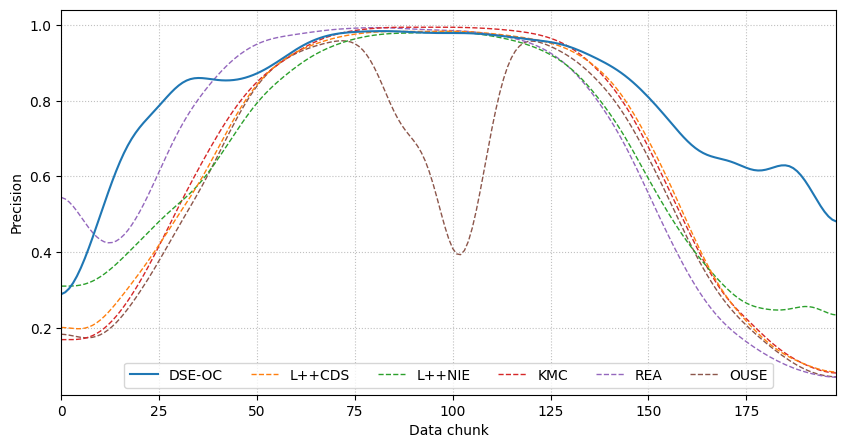 1.0
0.8
0.6
0.4
0.2
Precision
DSE-OC L++CDS L++NIE KMC REA OUSE
0 25 50 75 100 125 150 175
Data chunk